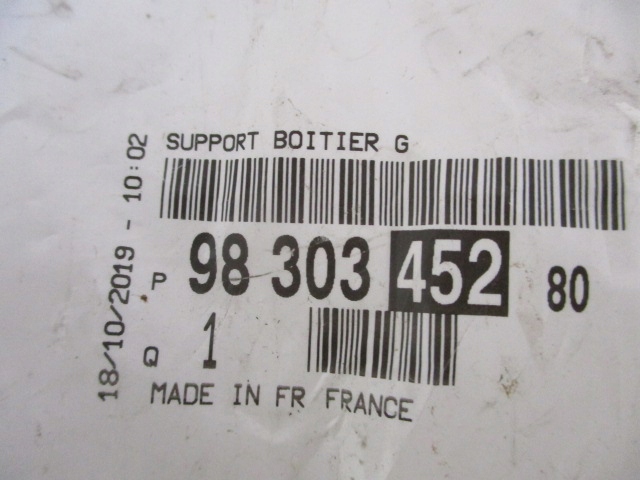 SUPPORT BOITIER G
P 98 303 452 80
Q 1
MADE IN FR FRANCE
18/10/2019 - 10:02